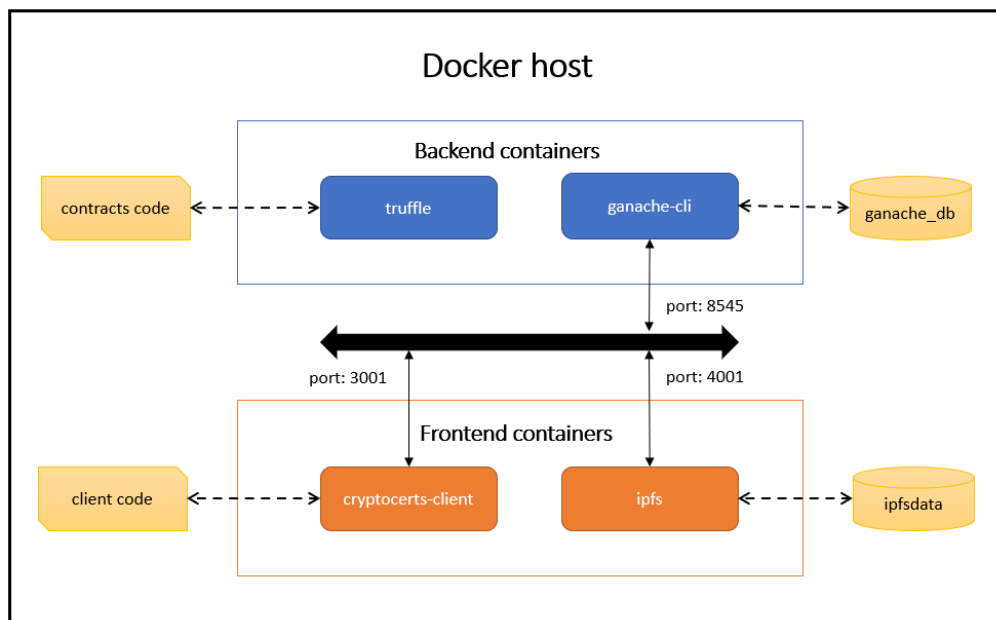 Docker host
Backend containers
contracts code
truffle
ganache-cli
ganache_db
port: 8545
port: 3001
port: 4001
Frontend containers
client code
cryptocerts-client
ipfs
ipfsdata